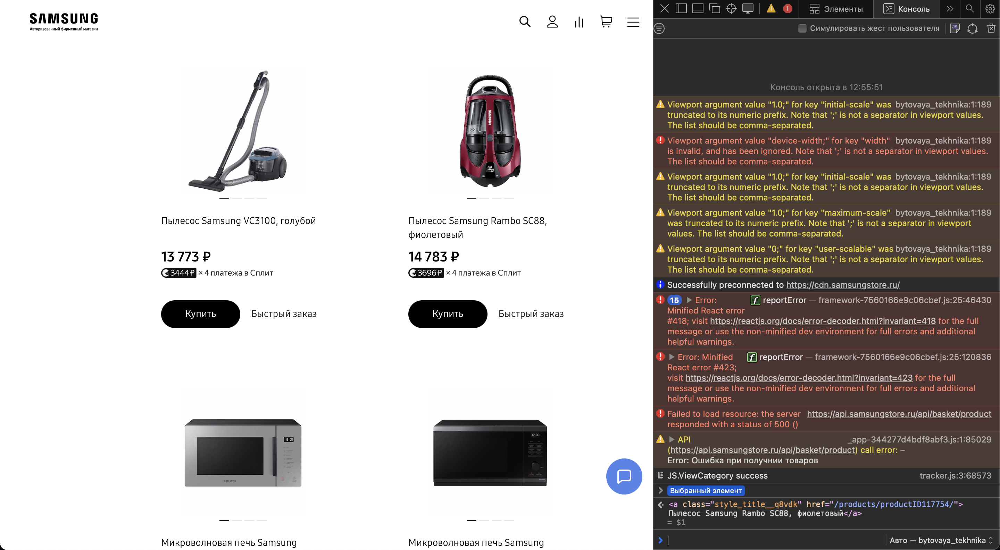 SAMSUNG
Авторизованный фирменный магазин
Пылесос Samsung VC3100, голубой
13 773 ₽
3444₽ × 4 платежа в Сплит
Купить
Быстрый заказ
SAMSUNG
TWIN
Пылесос Samsung Rambo SC88,
фиолетовый
14 783 ₽
3696₽ × 4 платежа в Сплит
Купить
Быстрый заказ
12:00
SAMSUNG
Микроволновая печь Samsung
12:00
Микроволновая печь Samsung
Элементы
Консоль
Симулировать жест пользователя
JS
Консоль открыта в 12:55:51
Viewport argument value "1.0;" for key "initial-scale" was bytovaya_tekhnika:1:189
truncated to its numeric prefix. Note that ';' is not a separator in viewport values.
The list should be comma-separated.
Viewport argument value "device-width;" for key "width" bytovaya_tekhnika:1:189
is invalid, and has been ignored. Note that ';' is not a separator in viewport values.
The list should be comma-separated.
Viewport argument value "1.0;" for key "initial-scale" was bytovaya_tekhnika:1:189
truncated to its numeric prefix. Note that ';' is not a separator in viewport values.
The list should be comma-separated.
Viewport argument value "1.0;" for key "maximum-scale" bytovaya_tekhnika:1:189
was truncated to its numeric prefix. Note that ';' is not a separator in viewport
values. The list should be comma-separated.
Viewport argument value "0;" for key "user-scalable" was bytovaya_tekhnika:1:189
truncated to its numeric prefix. Note that ';' is not a separator in viewport values.
The list should be comma-separated.
Successfully preconnected to https://cdn.samsungstore.ru/
15 Error: f reportError — framework-7560166e9c06cbef.js:25:46430
Minified React error
#418; visit https://reactjs.org/docs/error-decoder.html?invariant=418 for the full
message or use the non-minified dev environment for full errors and additional
helpful warnings.
Error: Minified f reportError — framework-7560166e9c06cbef.js:25:120836
React error #423;
visit https://reactjs.org/docs/error-decoder.html?invariant=423 for the full
message or use the non-minified dev environment for full errors and additional
helpful warnings.
Failed to load resource: the server https://api.samsungstore.ru/api/basket/product
responded with a status of 500 ()
API _app-344277d4bdf8abf3.js:1:85029
(https://api.samsungstore.ru/api/basket/product) call error: –
Error: Ошибка при получнии товаров
JS.ViewCategory success tracker.js:3:68573
Выбранный элемент
<a class="style_title__q8vdk" href="/products/productID117754/">
Пылесос Samsung Rambo SC88, фиолетовый</a>
= $1
Авто — bytovaya_tekhnika